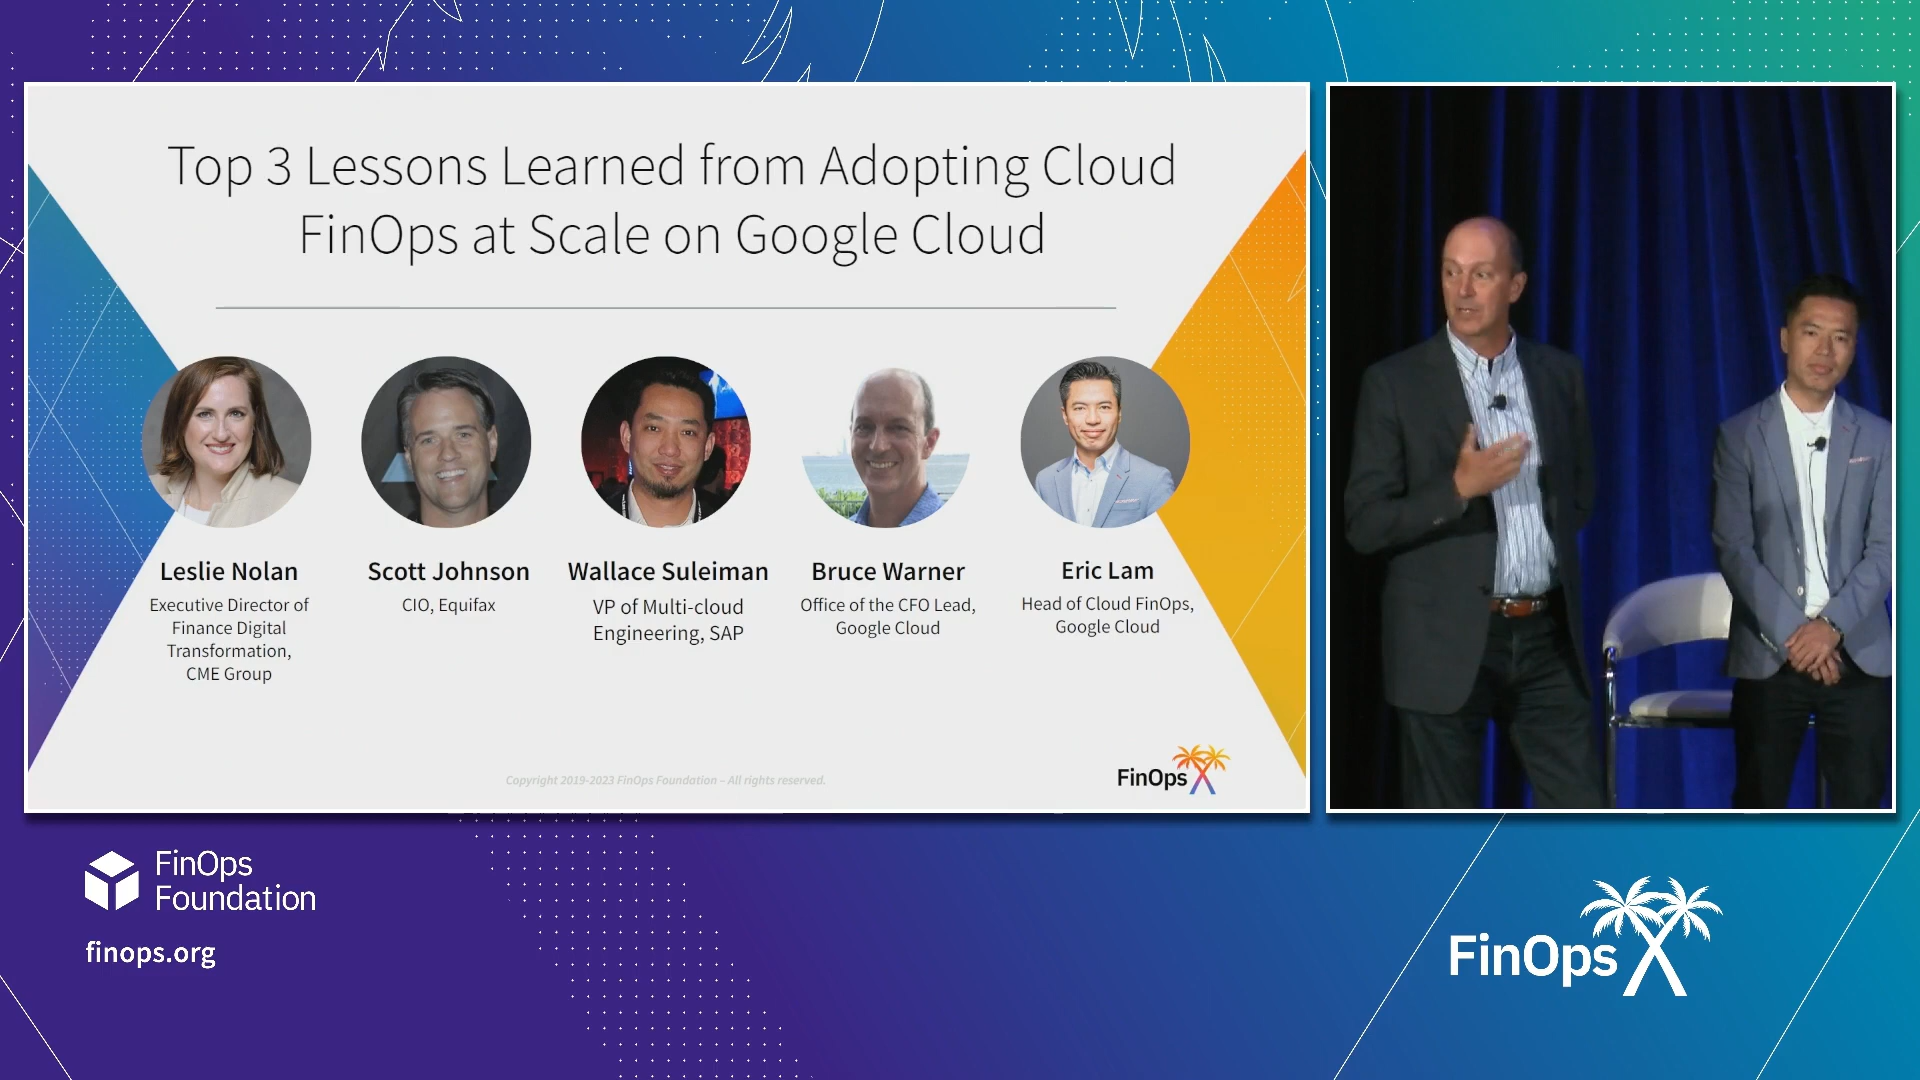 Top 3 Lessons Learned from Adopting Cloud
FinOps at Scale on Google Cloud
Leslie Nolan
Executive Director of
Finance Digital
Transformation,
CME Group
Scott Johnson
CIO, Equifax
Wallace Suleiman
VP of Multi-cloud
Engineering, SAP
Bruce Warner
Office of the CFO Lead,
Google Cloud
Eric Lam
Head of Cloud FinOps,
Google Cloud
Copyright 2019-2023 FinOps Foundation – All rights reserved.
FinOps X
FinOps
Foundation
finops.org
FinOps X